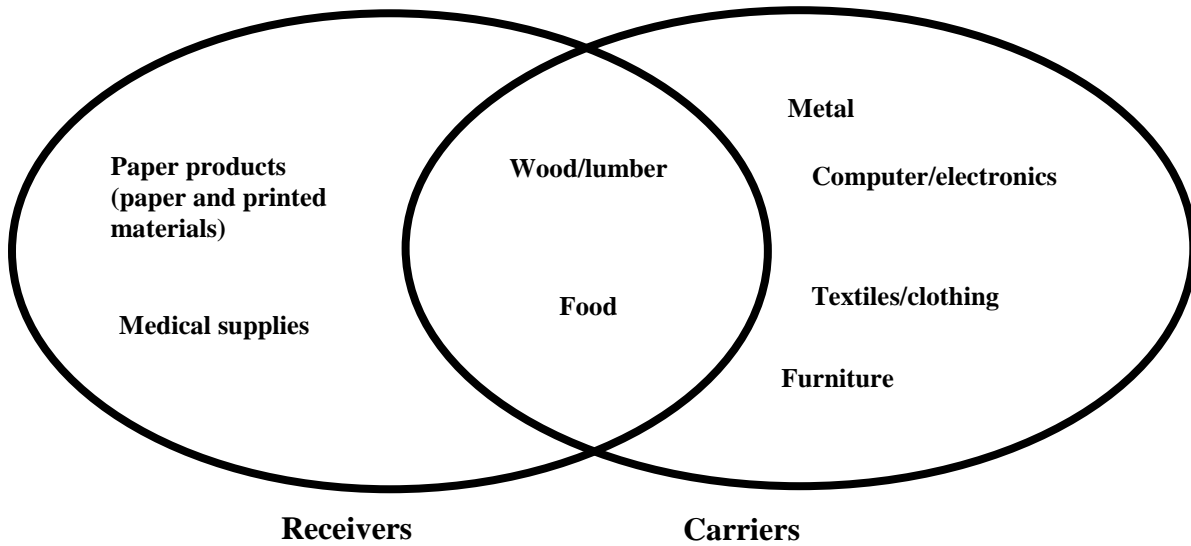 Paper products
(paper and printed
materials)
Medical supplies
Wood/lumber
Food
Metal
Computer/electronics
Textiles/clothing
Furniture
Receivers
Carriers